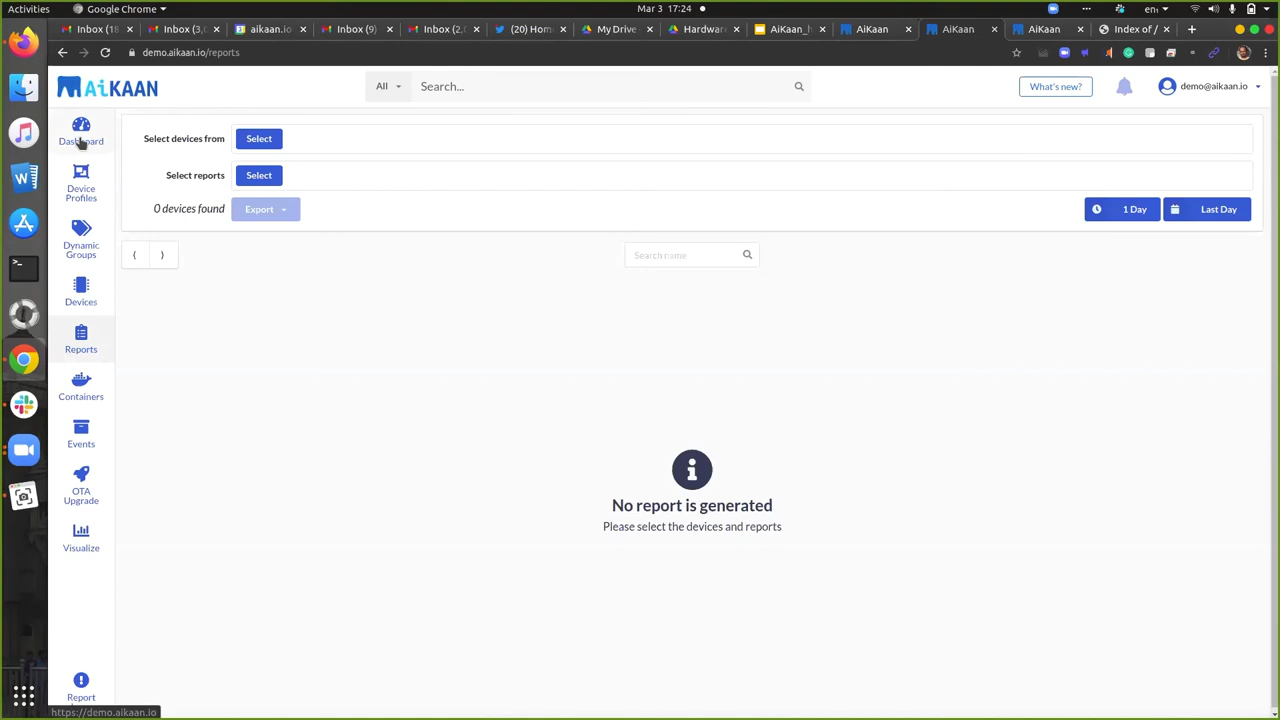 Activities
Google Chrome
Mar 3 17:24
en
Inbox (18
Inbox (3,0
aikaan.io
Inbox (9)
Inbox (2,0
(20) Hom
My Drive
Hardware
AiKaan_
AiKaan
AiKaan
AiKaan
Index of /
demo.aikaan.io/reports
AiKAAN
All
Search...
What's new?
demo@aikaan.io
Dashboard
Device
Profiles
Dynamic
Groups
Devices
Reports
Containers
Events
OTA
Upgrade
Visualize
Report
Select devices from
Select
Select reports
Select
0 devices found
Export
1 Day
Last Day
Search name
No report is generated
Please select the devices and reports
https://demo.aikaan.io